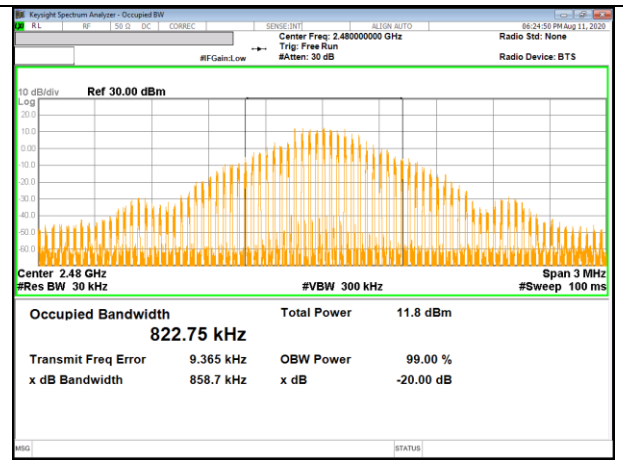 Keysight Spectrum Analyzer - Occupied BW
RL RF 50 Ω DC CORREC SENSE:INT ALIGN AUTO 06:24:50 PM Aug 11, 2020
Center Freq: 2.480000000 GHz Radio Std: None
Trig: Free Run
#IFGain:Low #Atten: 30 dB Radio Device: BTS
10 dB/div Ref 30.00 dBm
Log
20.0
10.0
0.00
-10.0
-20.0
-30.0
-40.0
-50.0
-60.0
Center 2.48 GHz Span 3 MHz
#Res BW 30 kHz #VBW 300 kHz #Sweep 100 ms
Occupied Bandwidth Total Power 11.8 dBm
822.75 kHz
Transmit Freq Error 9.365 kHz OBW Power 99.00 %
x dB Bandwidth 858.7 kHz x dB -20.00 dB
MSG STATUS